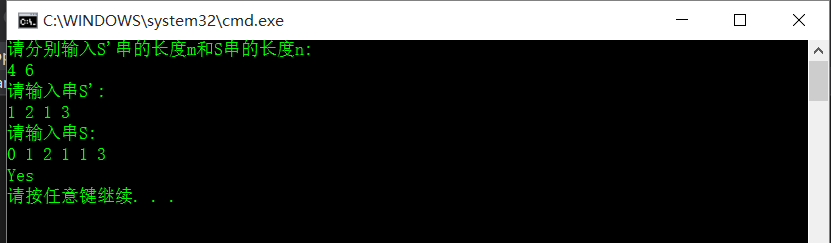 C:\WINDOWS\system32\cmd.exe
请分别输入S'串的长度m和S串的长度n:
4 6
请输入串S':
1 2 1 3
请输入串S:
0 1 2 1 1 3
Yes
请按任意键继续. . .